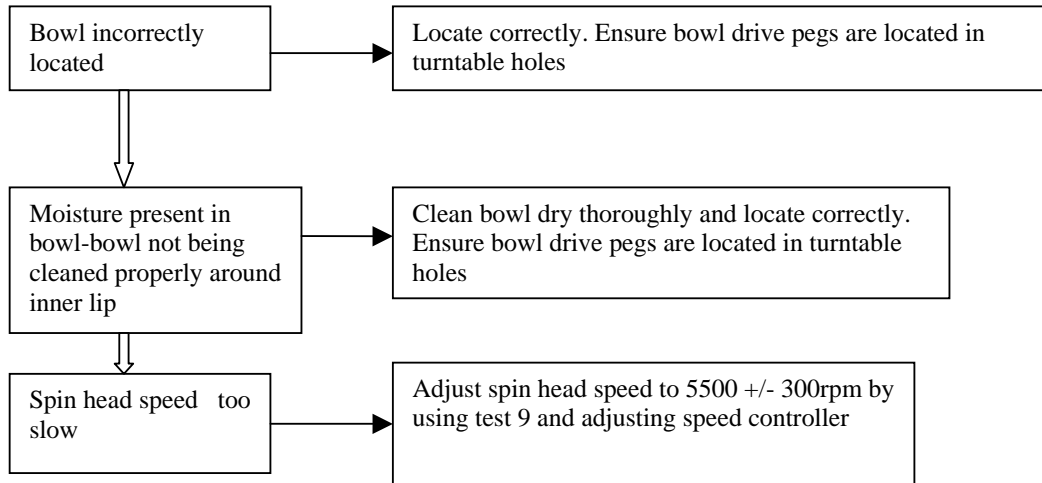 Bowl incorrectly
located
Locate correctly. Ensure bowl drive pegs are located in
turntable holes
Moisture present in
bowl-bowl not being
cleaned properly around
inner lip
Clean bowl dry thoroughly and locate correctly.
Ensure bowl drive pegs are located in turntable
holes
Spin head speed too
slow
Adjust spin head speed to 5500 +/- 300rpm by
using test 9 and adjusting speed controller